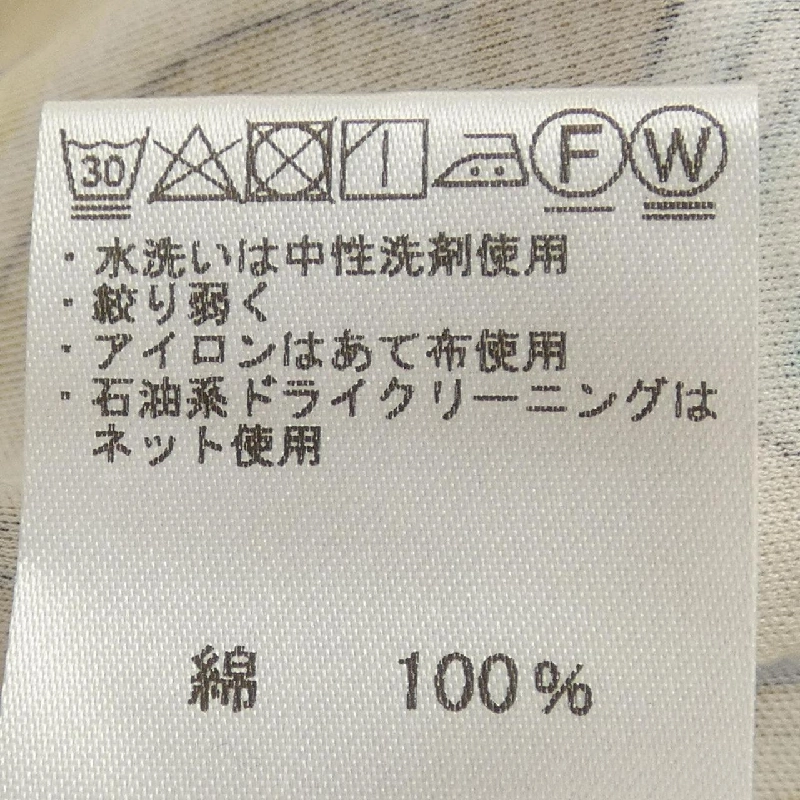 30 F W
・水洗いは中性洗剤使用
・絞り弱く
・アイロンはあて布使用
・石油系ドライクリーニングは
ネット使用
綿 100%